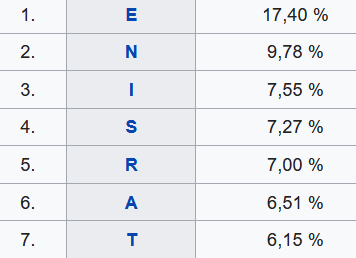 1. E 17,40 %
2. N 9,78 %
3. I 7,55 %
4. S 7,27 %
5. R 7,00 %
6. A 6,51 %
7. T 6,15 %